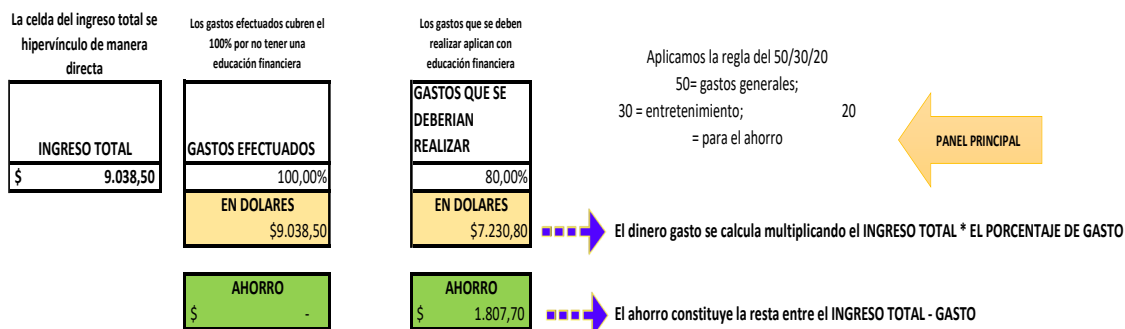 La celda del ingreso total se
hipervínculo de manera
directa
Los gastos efectuados cubren el
100% por no tener una
educación financiera
Los gastos que se deben
realizar aplican con
educación financiera
Aplicamos la regla del 50/30/20
50= gastos generales;
30 = entretenimiento; 20
= para el ahorro
PANEL PRINCIPAL
INGRESO TOTAL
$ 9.038,50
GASTOS EFECTUADOS
100,00%
EN DOLARES
$9.038,50
GASTOS QUE SE
DEBERIAN
REALIZAR
80,00%
EN DOLARES
$7.230,80
El dinero gasto se calcula multiplicando el INGRESO TOTAL * EL PORCENTAJE DE GASTO
AHORRO
$ -
AHORRO
$ 1.807,70
El ahorro constituye la resta entre el INGRESO TOTAL - GASTO